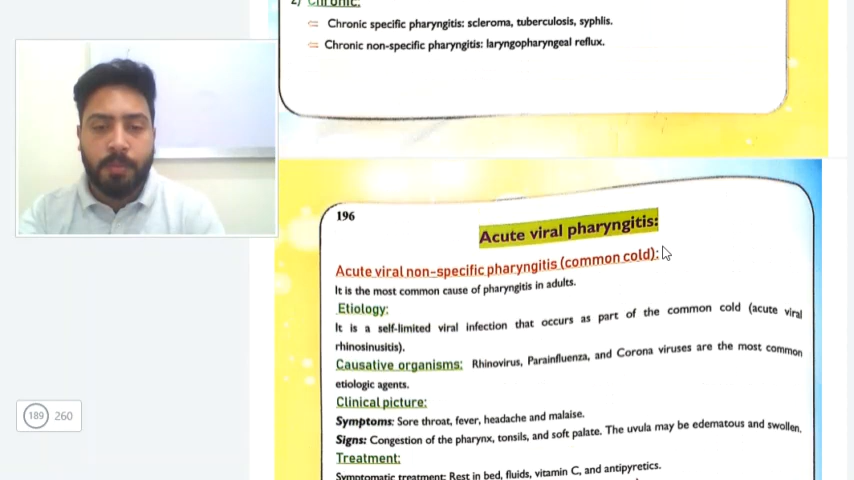 2) Chronic:
Chronic specific pharyngitis: scleroma, tuberculosis, syphlis.
Chronic non-specific pharyngitis: laryngopharyngeal reflux.
196
Acute viral pharyngitis:
Acute viral non-specific pharyngitis (common cold):
It is the most common cause of pharyngitis in adults.
Etiology:
It is a self-limited viral infection that occurs as part of the common cold (acute viral
rhinosinusitis).
Causative organisms: Rhinovirus, Parainfluenza, and Corona viruses are the most common
etiologic agents.
Clinical picture:
Symptoms: Sore throat, fever, headache and malaise.
Signs: Congestion of the pharynx, tonsils, and soft palate. The uvula may be edematous and swollen.
Treatment:
Symptomatic treatment: Rest in bed, fluids, vitamin C, and antipyretics.
189 260